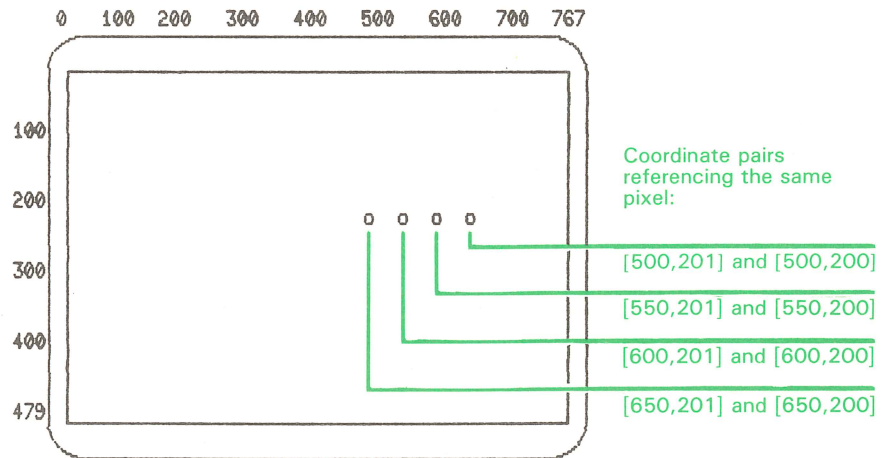 0 100 200 300 400 500 600 700 767
100
200
300
400
479
o o o o
Coordinate pairs
referencing the same
pixel:
[500,201] and [500,200]
[550,201] and [550,200]
[600,201] and [600,200]
[650,201] and [650,200]